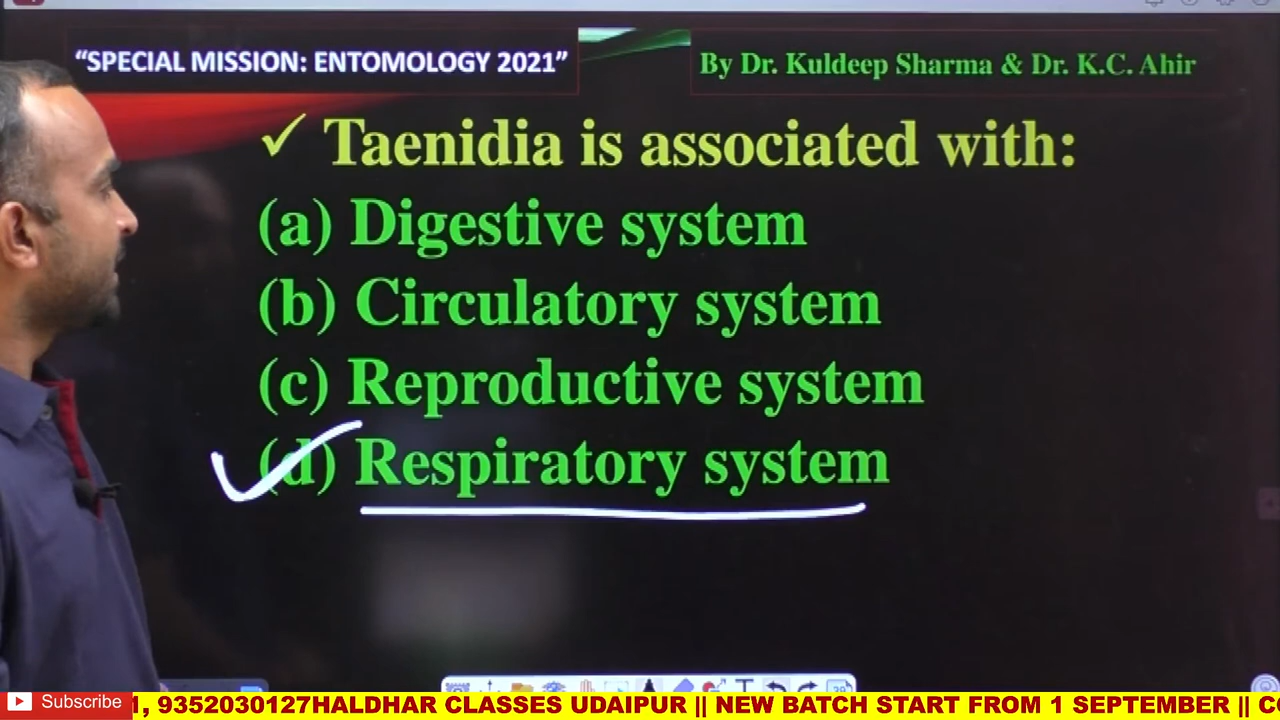 "SPECIAL MISSION: ENTOMOLOGY 2021"
By Dr. Kuldeep Sharma & Dr. K.C. Ahir
✓ Taenidia is associated with:
(a) Digestive system
(b) Circulatory system
(c) Reproductive system
(d) Respiratory system
Subscribe 1, 9352030127HALDHAR CLASSES UDAIPUR || NEW BATCH START FROM 1 SEPTEMBER ||